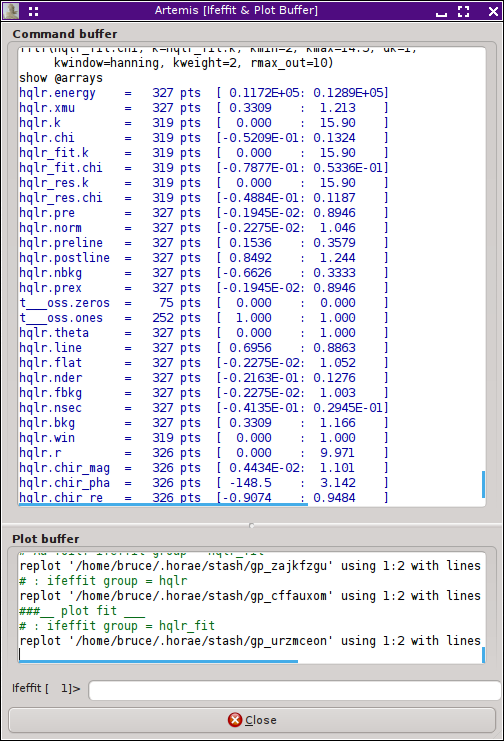 Artemis [Ifeffit & Plot Buffer]
Command buffer
fftr(hqlr_fit.chi, k=hqlr_fit.k, kmin=2, kmax=14.5, dk=1,
kwindow=hanning, kweight=2, rmax_out=10)
show @arrays
hqlr.energy = 327 pts [ 0.1172E+05: 0.1289E+05]
hqlr.xmu = 327 pts [ 0.3309 : 1.213 ]
hqlr.k = 319 pts [ 0.000 : 15.90 ]
hqlr.chi = 319 pts [-0.5209E-01: 0.1324 ]
hqlr_fit.k = 319 pts [ 0.000 : 15.90 ]
hqlr_fit.chi = 319 pts [-0.7877E-01: 0.5336E-01]
hqlr_res.k = 319 pts [ 0.000 : 15.90 ]
hqlr_res.chi = 319 pts [-0.4884E-01: 0.1187 ]
hqlr.pre = 327 pts [-0.1945E-02: 0.8946 ]
hqlr.norm = 327 pts [-0.2275E-02: 1.046 ]
hqlr.preline = 327 pts [ 0.1536 : 0.3579 ]
hqlr.postline = 327 pts [ 0.8492 : 1.244 ]
hqlr.nbkg = 327 pts [-0.6626 : 0.3333 ]
hqlr.prex = 327 pts [-0.1945E-02: 0.8946 ]
t___oss.zeros = 75 pts [ 0.000 : 0.000 ]
t___oss.ones = 252 pts [ 1.000 : 1.000 ]
hqlr.theta = 327 pts [ 0.000 : 1.000 ]
hqlr.line = 327 pts [ 0.6956 : 0.8863 ]
hqlr.flat = 327 pts [-0.2275E-02: 1.052 ]
hqlr.nder = 327 pts [-0.2163E-01: 0.1276 ]
hqlr.fbkg = 327 pts [-0.2275E-02: 1.003 ]
hqlr.nsec = 327 pts [-0.4135E-01: 0.2945E-01]
hqlr.bkg = 327 pts [ 0.3309 : 1.166 ]
hqlr.win = 319 pts [ 0.000 : 1.000 ]
hqlr.r = 326 pts [ 0.000 : 9.971 ]
hqlr.chir_mag = 326 pts [ 0.4434E-02: 1.101 ]
hqlr.chir_pha = 326 pts [ -148.5 : 3.142 ]
hqlr.chir_re = 326 pts [-0.9074 : 0.9484 ]
Plot buffer
ifeffit group = hqlr_fit
replot '/home/bruce/.horae/stash/gp_zajkfzgu' using 1:2 with lines
# : ifeffit group = hqlr
replot '/home/bruce/.horae/stash/gp_cffauxom' using 1:2 with lines
###__ plot fit ___
# : ifeffit group = hqlr_fit
replot '/home/bruce/.horae/stash/gp_urzmceon' using 1:2 with lines
Ifeffit [ 1]>
Close